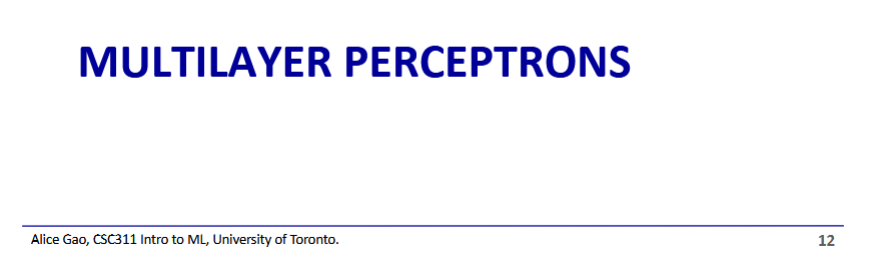 MULTILAYER PERCEPTRONS
Alice Gao, CSC311 Intro to ML, University of Toronto.
12